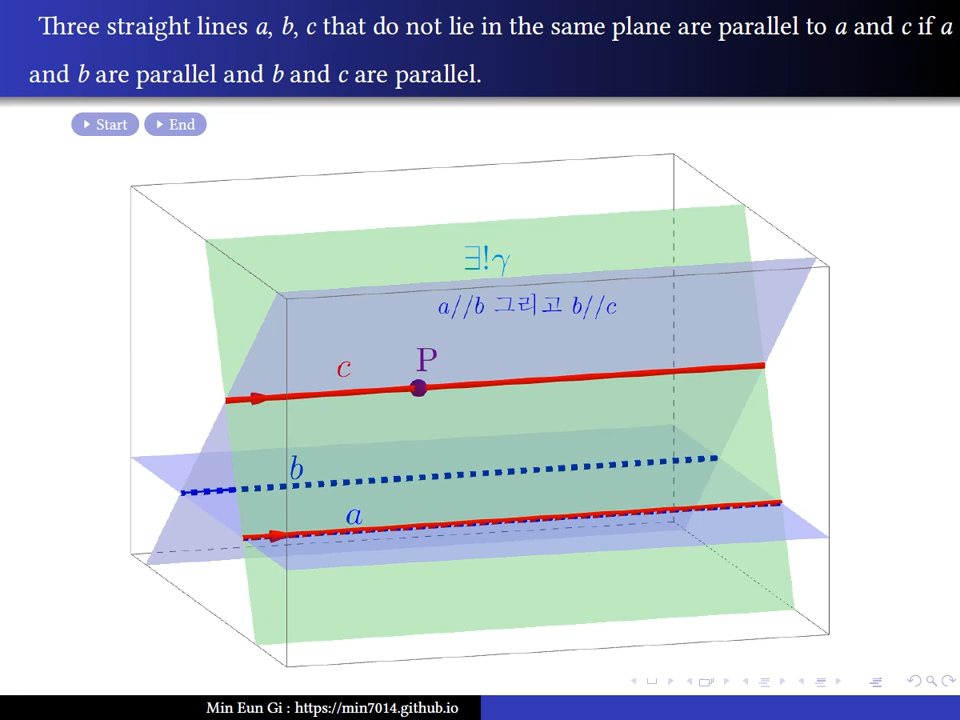 Three straight lines a, b, c that do not lie in the same plane are parallel to a and c if a
and b are parallel and b and c are parallel.
Start End
∃!γ
a//b 그리고 b//c
P
c
b
a
Min Eun Gi : https://min7014.github.io